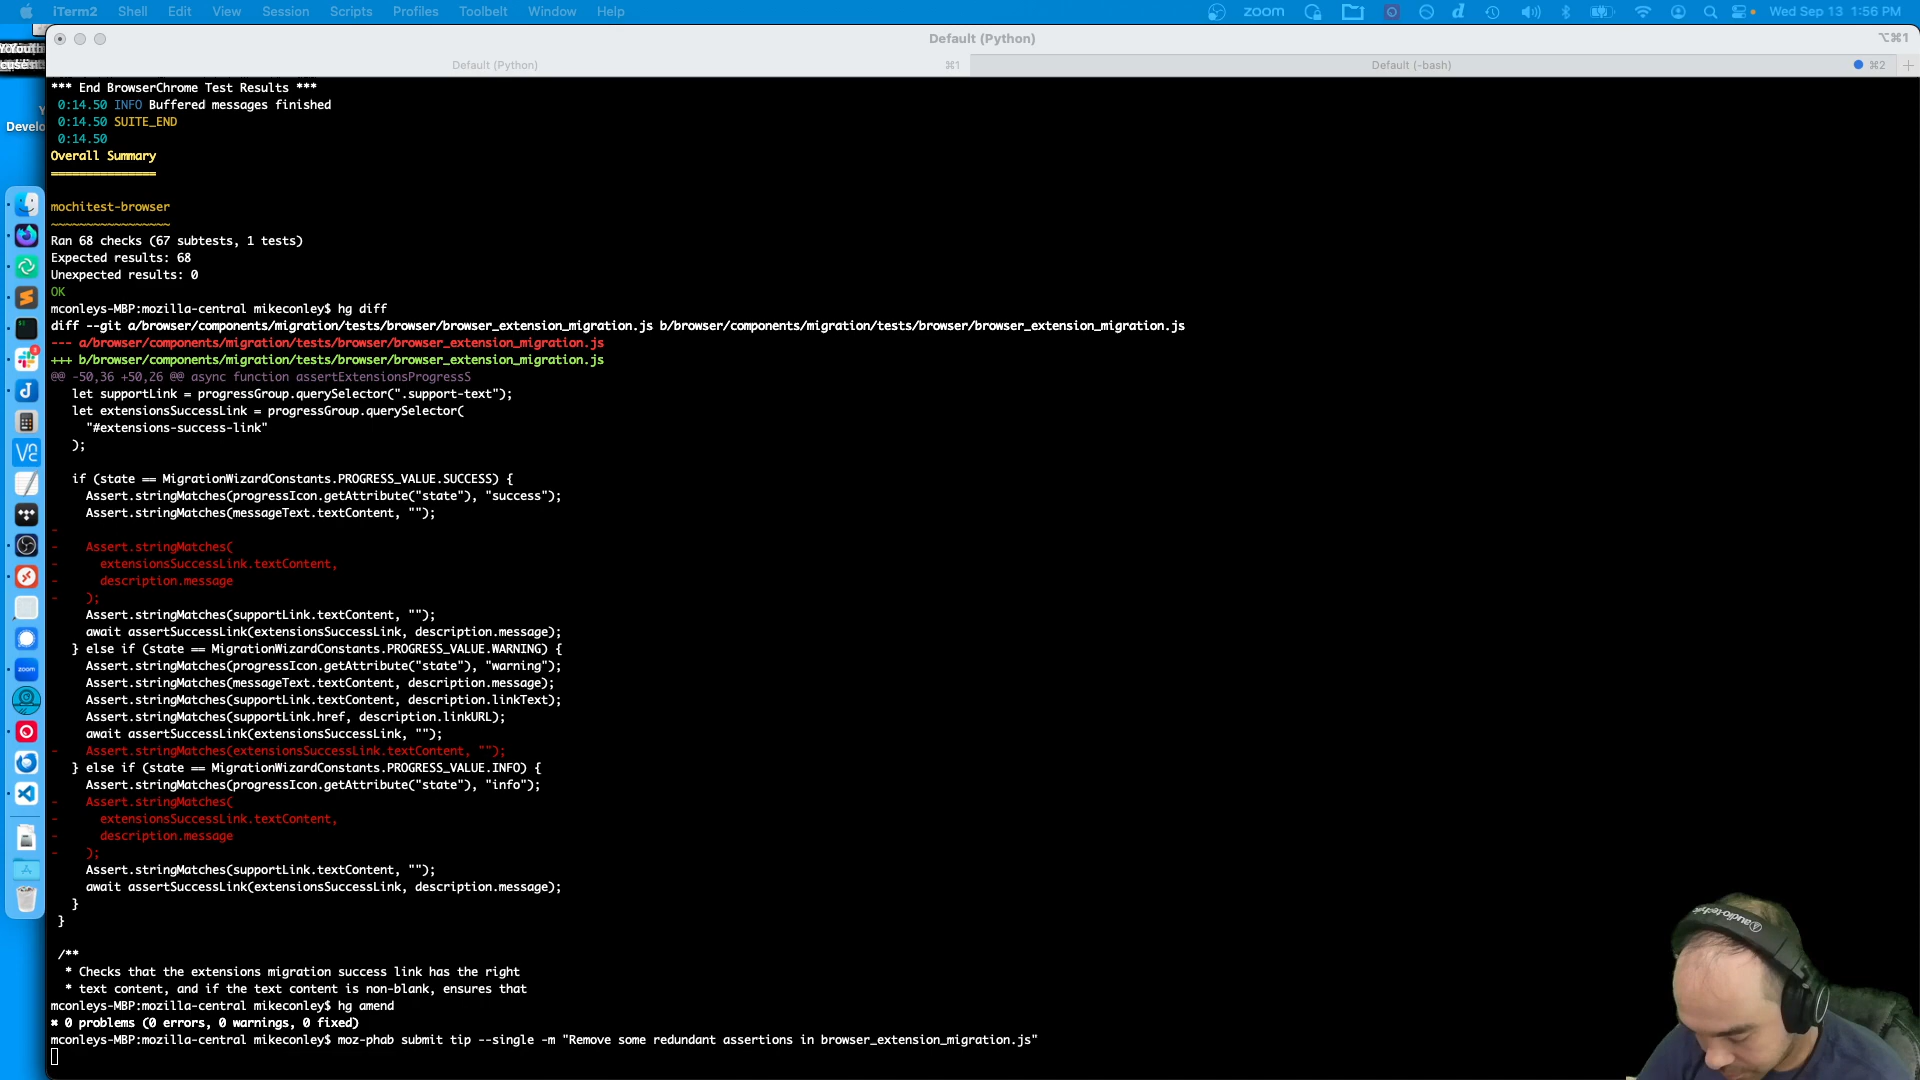 iTerm2 Shell Edit View Session Scripts Profiles Toolbelt Window Help zoom Wed Sep 13 1:56 PM
Default (Python) ⌥⌘1
Default (Python) ⌘1 Default (-bash) ⌘2
Develo
*** End BrowserChrome Test Results ***
0:14.50 INFO Buffered messages finished
0:14.50 SUITE_END
0:14.50
Overall Summary
===============
mochitest-browser
~~~~~~~~~~~~~~~~~
Ran 68 checks (67 subtests, 1 tests)
Expected results: 68
Unexpected results: 0
OK
mconleys-MBP:mozilla-central mikeconley$ hg diff
diff --git a/browser/components/migration/tests/browser/browser_extension_migration.js b/browser/components/migration/tests/browser/browser_extension_migration.js
--- a/browser/components/migration/tests/browser/browser_extension_migration.js
+++ b/browser/components/migration/tests/browser/browser_extension_migration.js
@@ -50,36 +50,26 @@ async function assertExtensionsProgressS
let supportLink = progressGroup.querySelector(".support-text");
let extensionsSuccessLink = progressGroup.querySelector(
"#extensions-success-link"
);
if (state == MigrationWizardConstants.PROGRESS_VALUE.SUCCESS) {
Assert.stringMatches(progressIcon.getAttribute("state"), "success");
Assert.stringMatches(messageText.textContent, "");
-
- Assert.stringMatches(
- extensionsSuccessLink.textContent,
- description.message
- );
Assert.stringMatches(supportLink.textContent, "");
await assertSuccessLink(extensionsSuccessLink, description.message);
} else if (state == MigrationWizardConstants.PROGRESS_VALUE.WARNING) {
Assert.stringMatches(progressIcon.getAttribute("state"), "warning");
Assert.stringMatches(messageText.textContent, description.message);
Assert.stringMatches(supportLink.textContent, description.linkText);
Assert.stringMatches(supportLink.href, description.linkURL);
await assertSuccessLink(extensionsSuccessLink, "");
- Assert.stringMatches(extensionsSuccessLink.textContent, "");
} else if (state == MigrationWizardConstants.PROGRESS_VALUE.INFO) {
Assert.stringMatches(progressIcon.getAttribute("state"), "info");
- Assert.stringMatches(
- extensionsSuccessLink.textContent,
- description.message
- );
Assert.stringMatches(supportLink.textContent, "");
await assertSuccessLink(extensionsSuccessLink, description.message);
}
}
/**
* Checks that the extensions migration success link has the right
* text content, and if the text content is non-blank, ensures that
mconleys-MBP:mozilla-central mikeconley$ hg amend
✖ 0 problems (0 errors, 0 warnings, 0 fixed)
mconleys-MBP:mozilla-central mikeconley$ moz-phab submit tip --single -m "Remove some redundant assertions in browser_extension_migration.js"
audio-technica